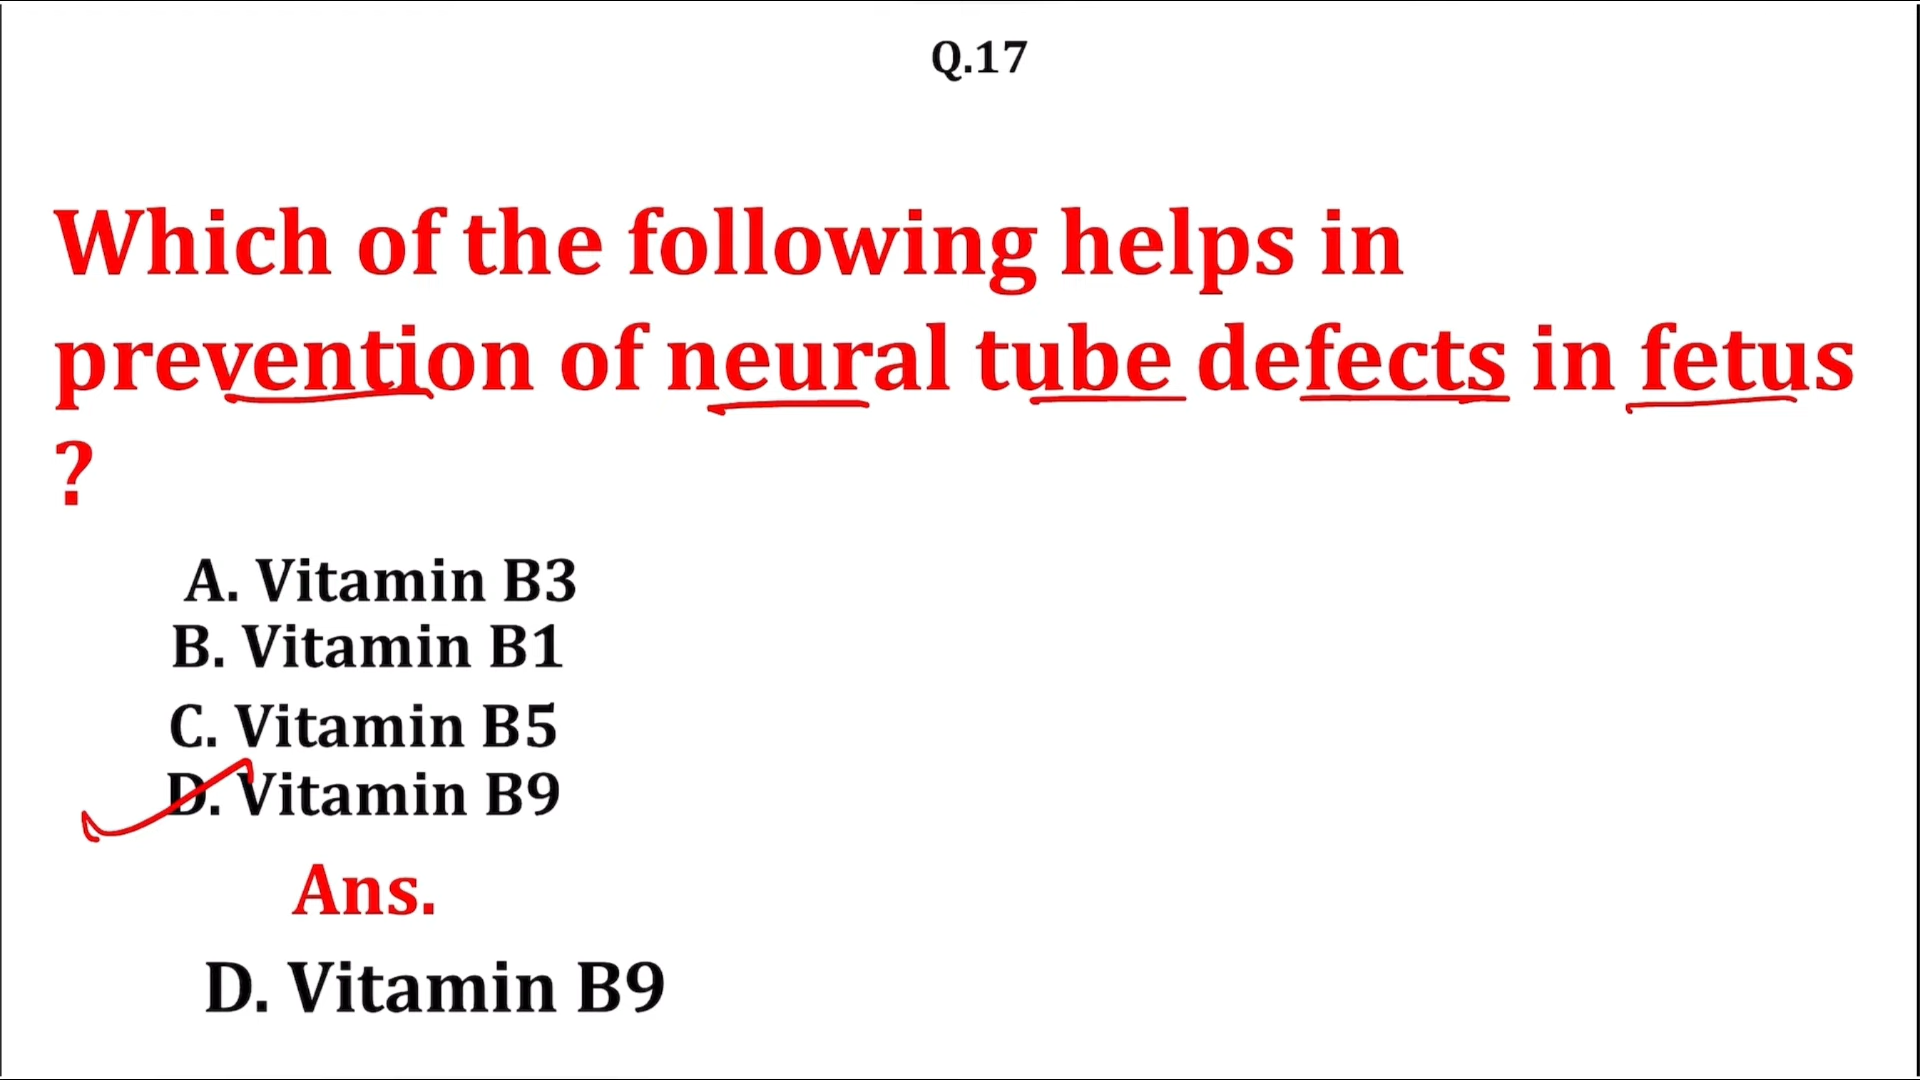 Q.17
Which of the following helps in
prevention of neural tube defects in fetus
?
A. Vitamin B3
B. Vitamin B1
C. Vitamin B5
D. Vitamin B9
Ans.
D. Vitamin B9